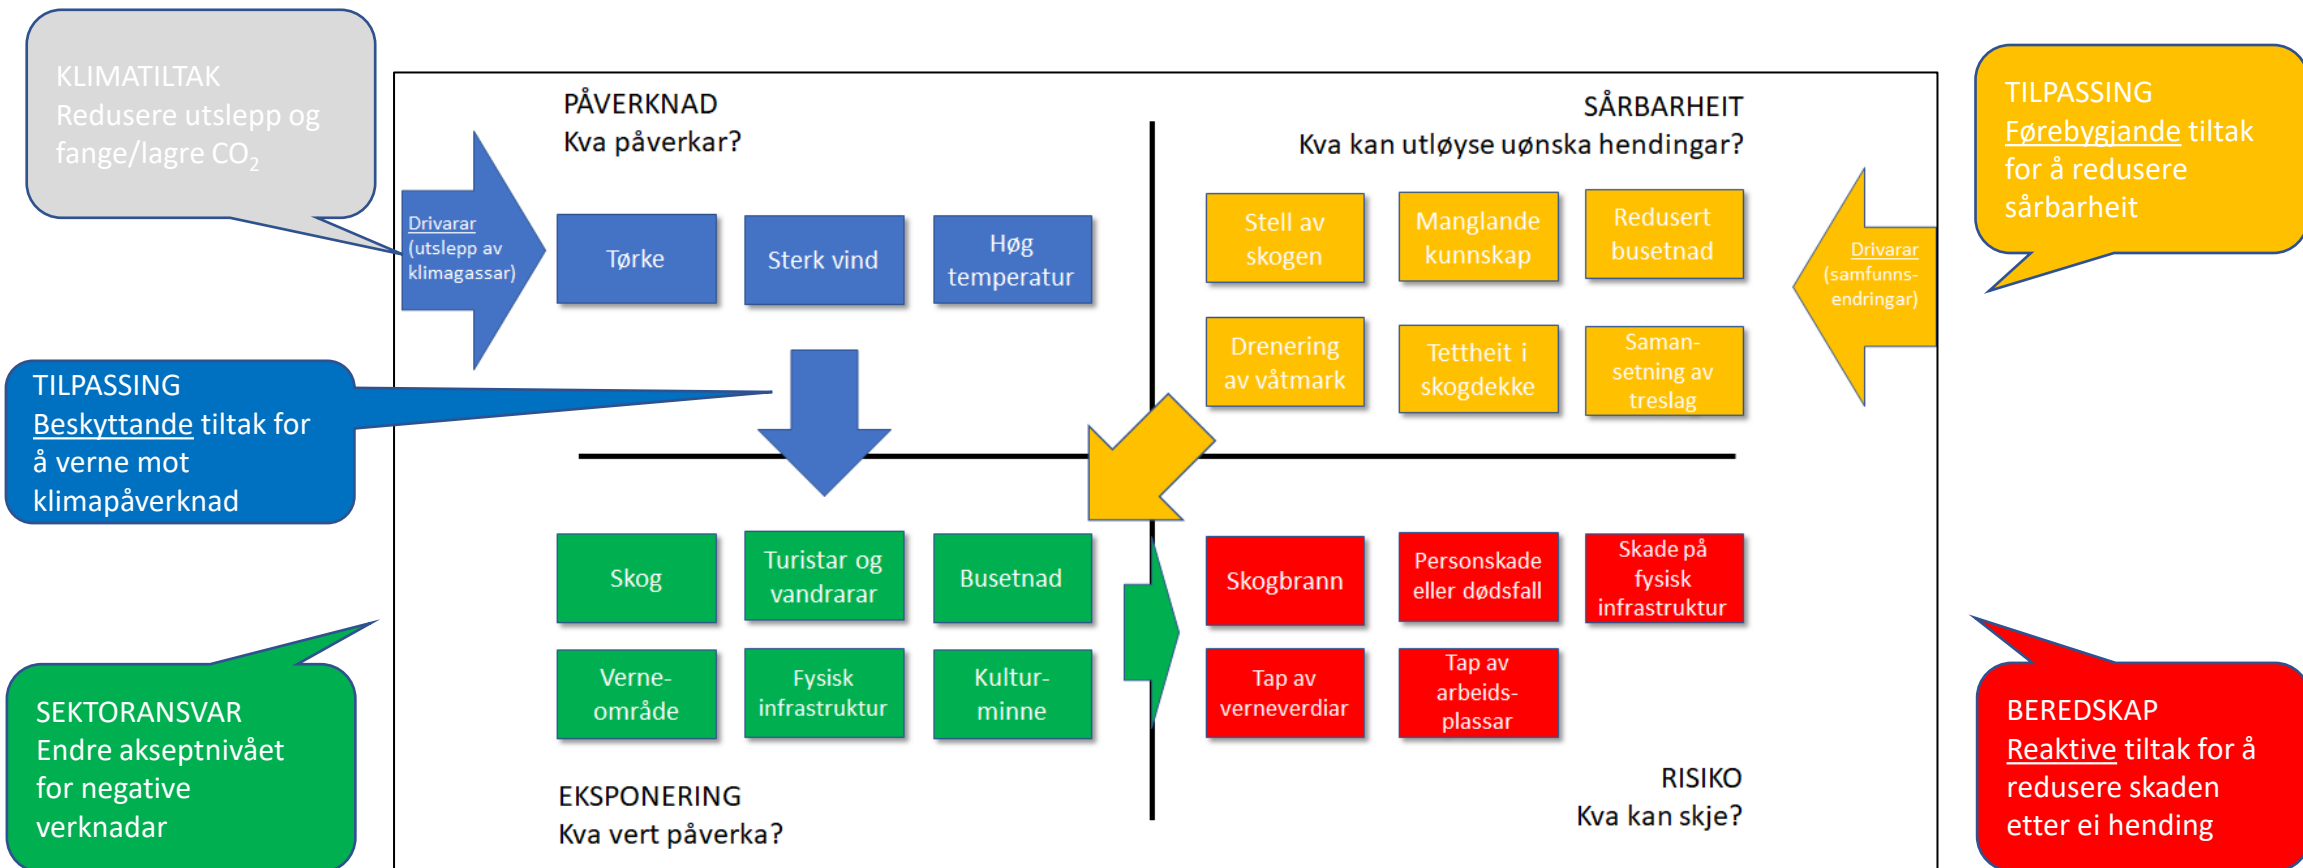 KLIMATILTAK
Redusere utslepp og
fange/lagre CO₂
PÅVERKNAD
Kva påverkar?
SÅRBARHEIT
Kva kan utløyse uønska hendingar?
TILPASSING
Førebygjande tiltak
for å redusere
sårbarheit
Drivarar
(utslepp av
klimagassar)
Tørke
Sterk vind
Høg
temperatur
Stell av
skogen
Manglande
kunnskap
Redusert
busetnad
Drivarar
(samfunns-
endringar)
Drenering
av våtmark
Tettheit i
skogdekke
Saman-
setning av
treslag
TILPASSING
Beskyttande tiltak for
å verne mot
klimapåverknad
Skog
Turistar og
vandrarar
Busetnad
Skogbrann
Personskade
eller dødsfall
Skade på
fysisk
infrastruktur
Verne-
område
Fysisk
infrastruktur
Kultur-
minne
Tap av
verneverdiar
Tap av
arbeids-
plassar
SEKTORANSVAR
Endre akseptnivået
for negative
verknadar
EKSPONERING
Kva vert påverka?
RISIKO
Kva kan skje?
BEREDSKAP
Reaktive tiltak for å
redusere skaden
etter ei hending